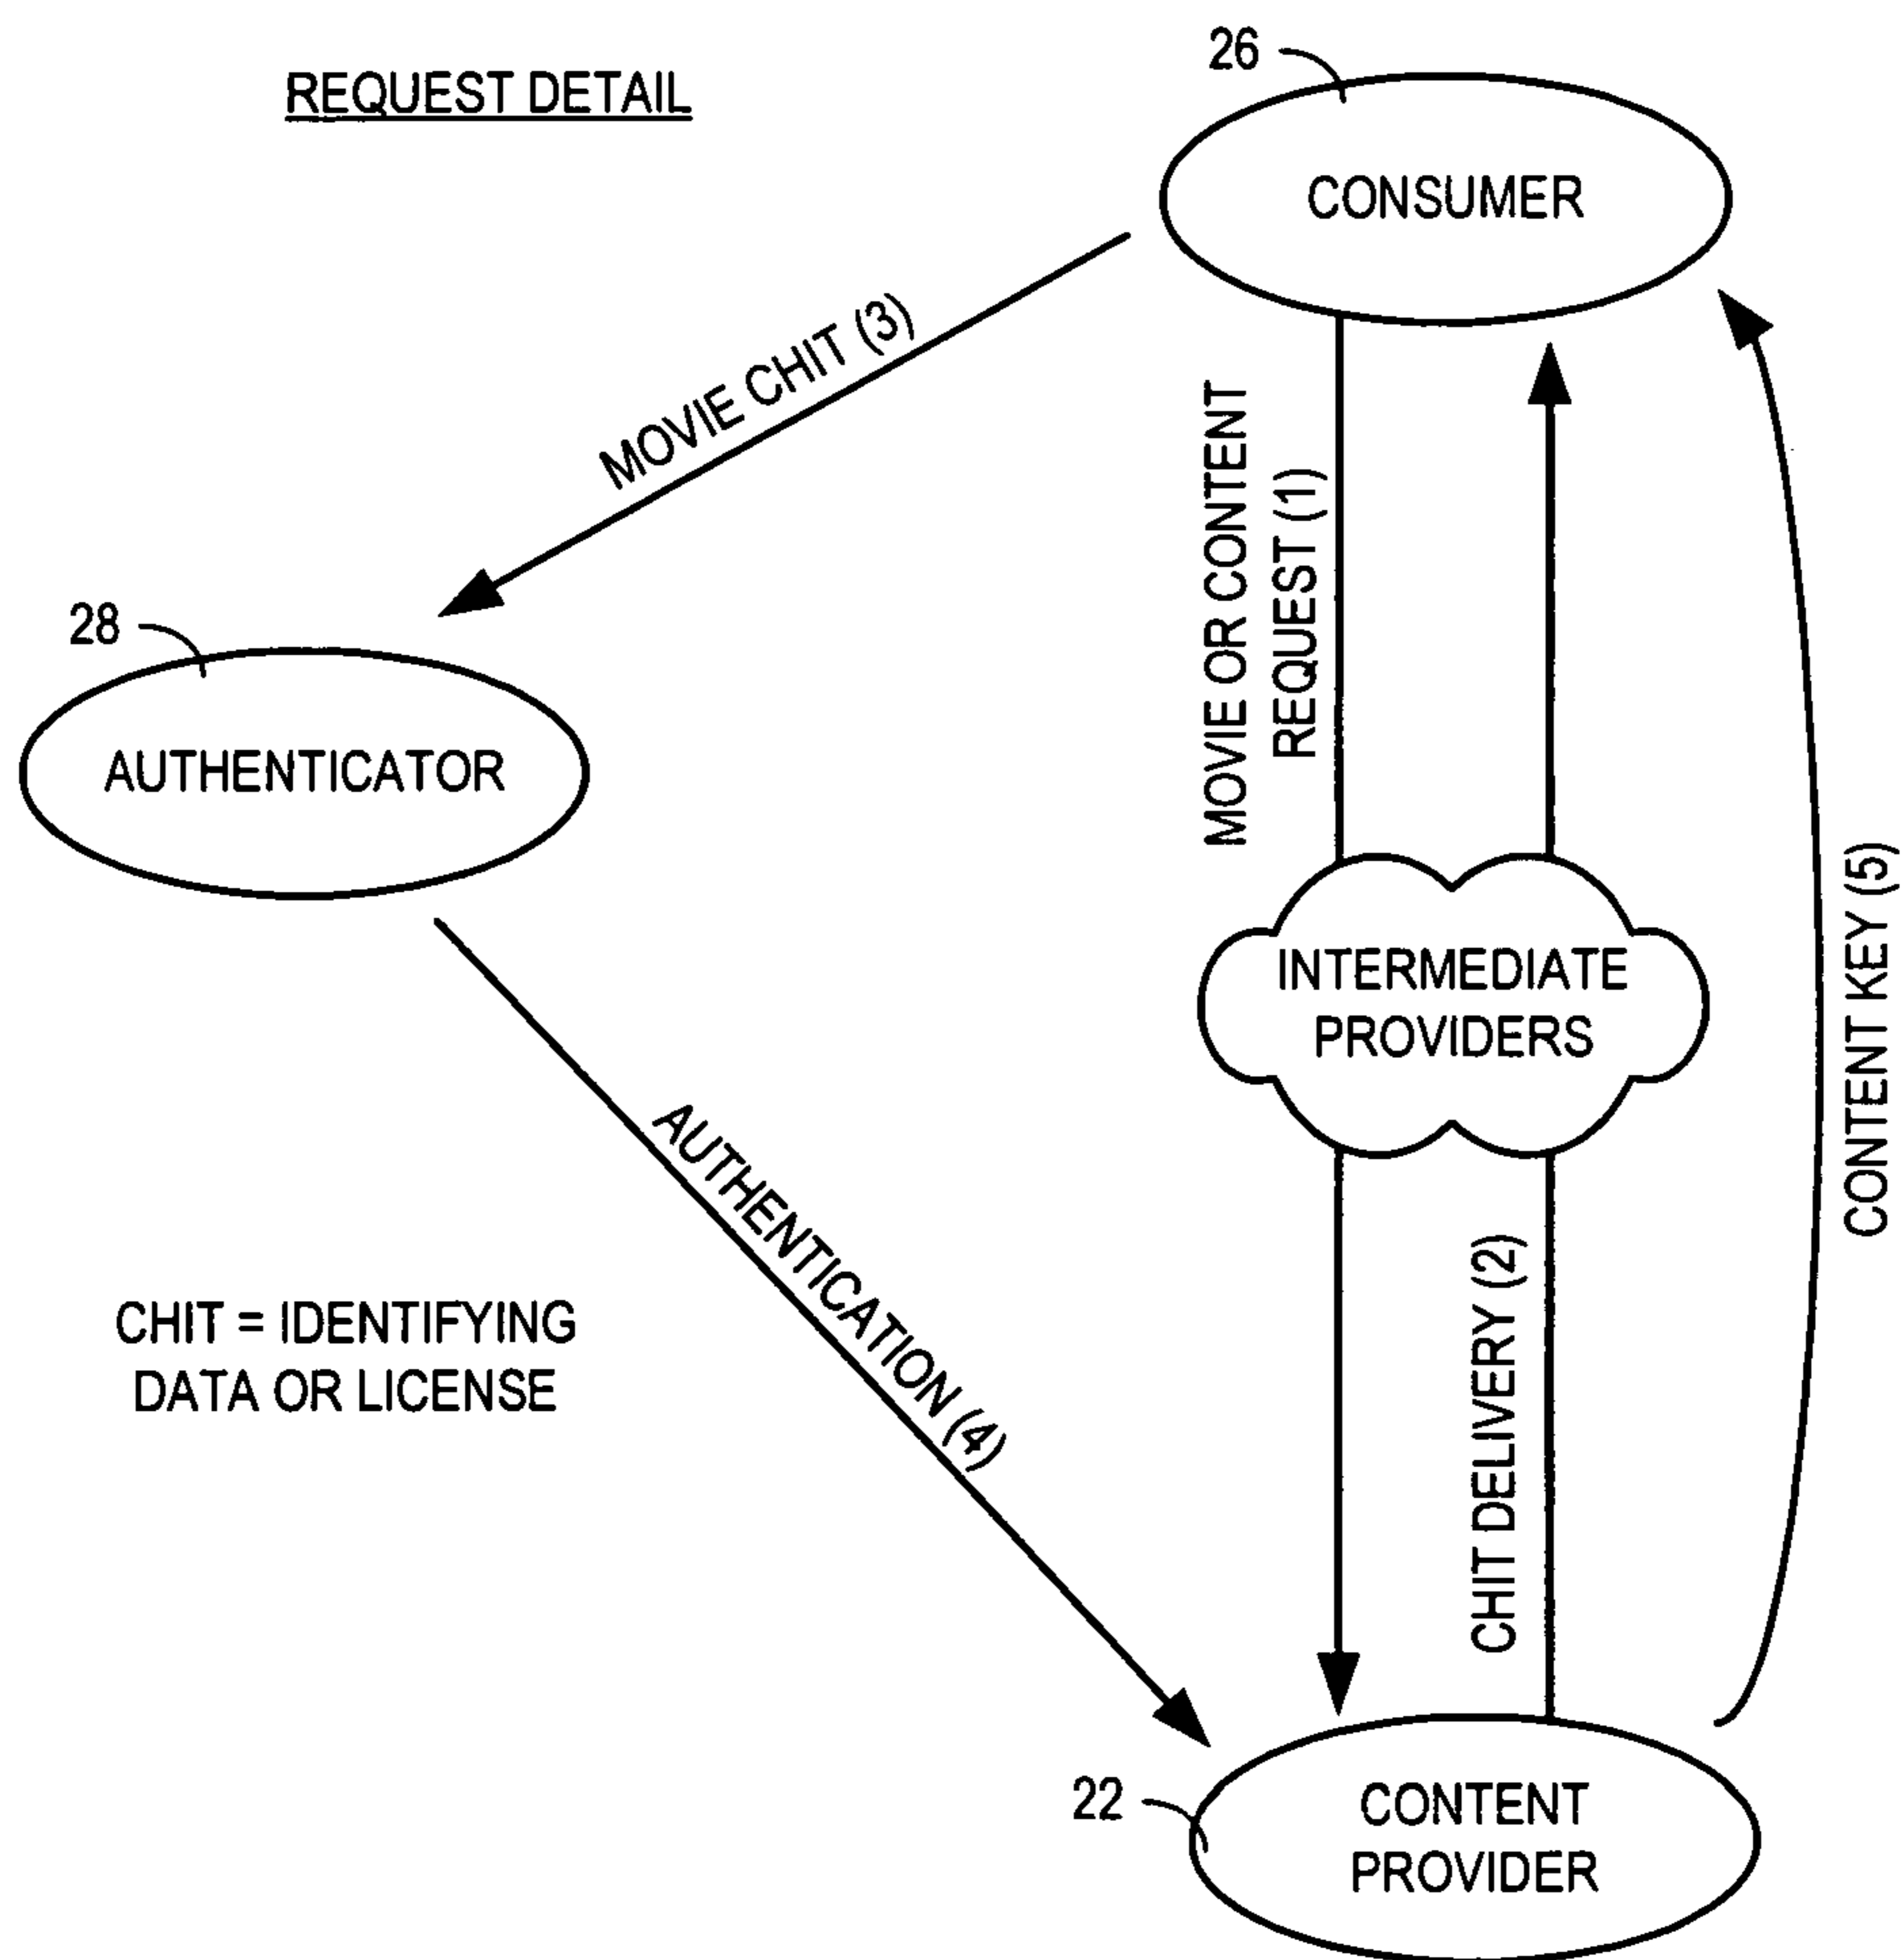 REQUEST DETAIL
26
CONSUMER
MOVIE CHIT (3)
MOVIE OR CONTENT
REQUEST (1)
28
AUTHENTICATOR
INTERMEDIATE
PROVIDERS
CONTENT KEY (5)
AUTHENTICATION (4)
CHIT DELIVERY (2)
CHIT = IDENTIFYING
DATA OR LICENSE
22
CONTENT
PROVIDER